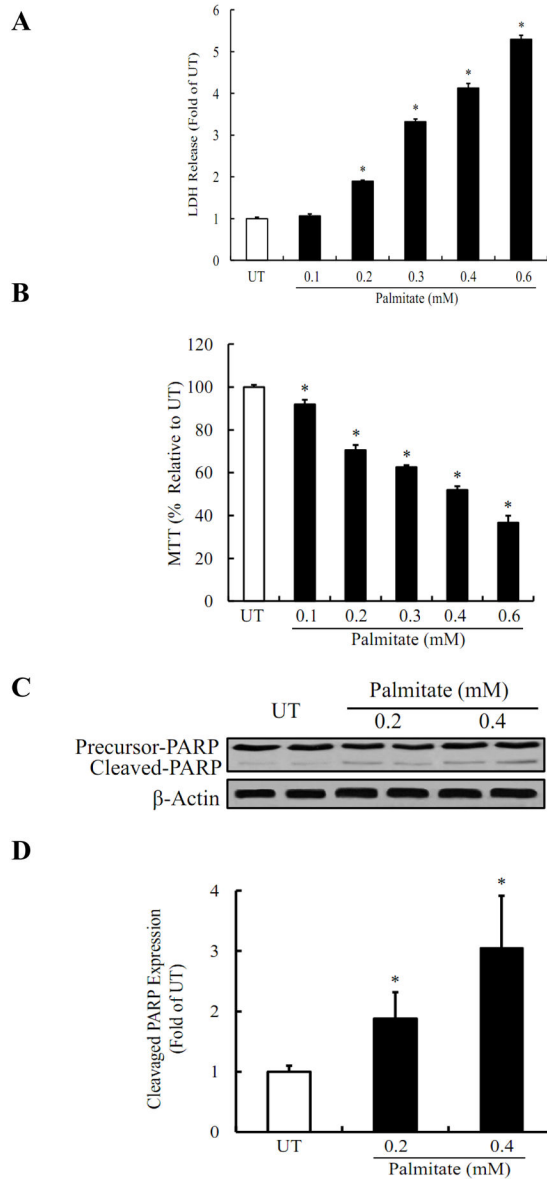 A
LDH Release (Fold of UT)
6
5
4
3
2
1
0
* * * * 
UT 0.1 0.2 0.3 0.4 0.6
Palmitate (mM)
B
MTT (% Relative to UT)
120
100
80
60
40
20
0
* * * * *
UT 0.1 0.2 0.3 0.4 0.6
Palmitate (mM)
C
Palmitate (mM)
UT 0.2 0.4
Precursor-PARP
Cleaved-PARP
β-Actin
D
Cleavaged PARP Expression
(Fold of UT)
4
3
2
1
0
* *
UT 0.2 0.4
Palmitate (mM)